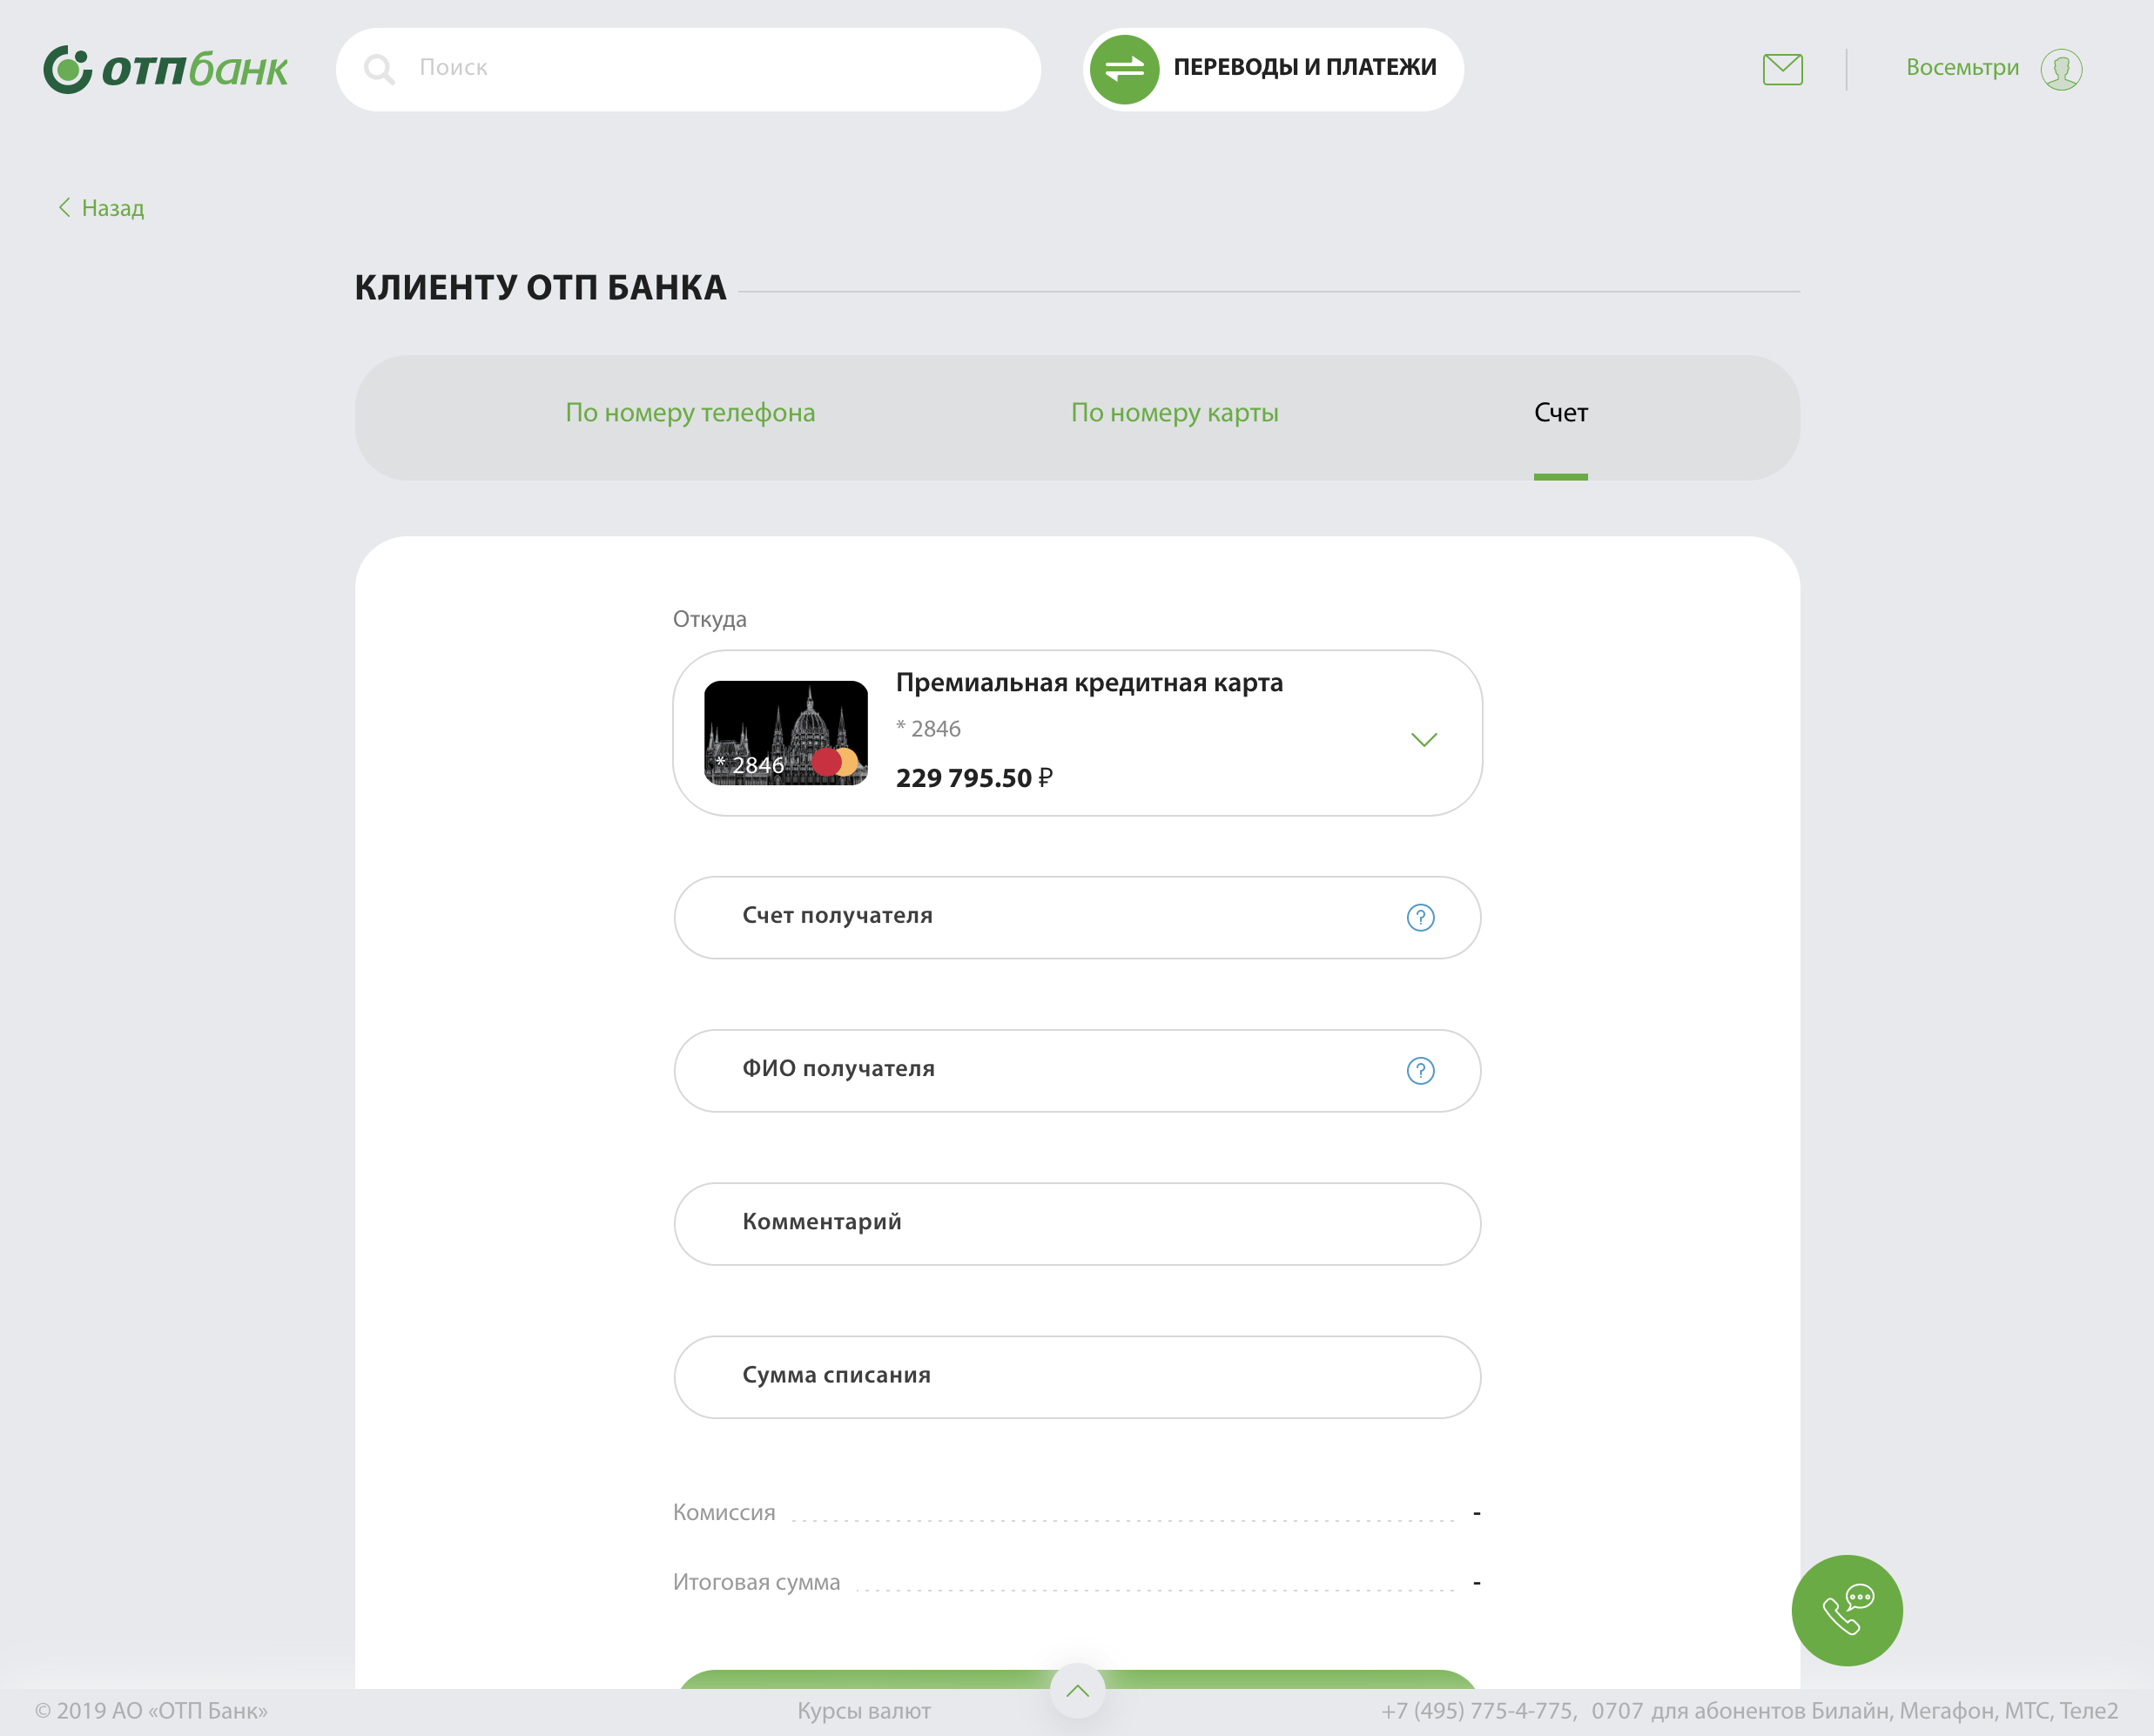 отпбанк
Поиск
ПЕРЕВОДЫ И ПЛАТЕЖИ
Восемьтри
Назад
КЛИЕНТУ ОТП БАНКА
По номеру телефона
По номеру карты
Счет
Откуда
* 2846
Премиальная кредитная карта
* 2846
229 795.50 ₽
Счет получателя
?
ФИО получателя
?
Комментарий
Сумма списания
Комиссия -
Итоговая сумма -
© 2019 АО «ОТП Банк»
Курсы валют
+7 (495) 775-4-775, 0707 для абонентов Билайн, Мегафон, МТС, Теле2